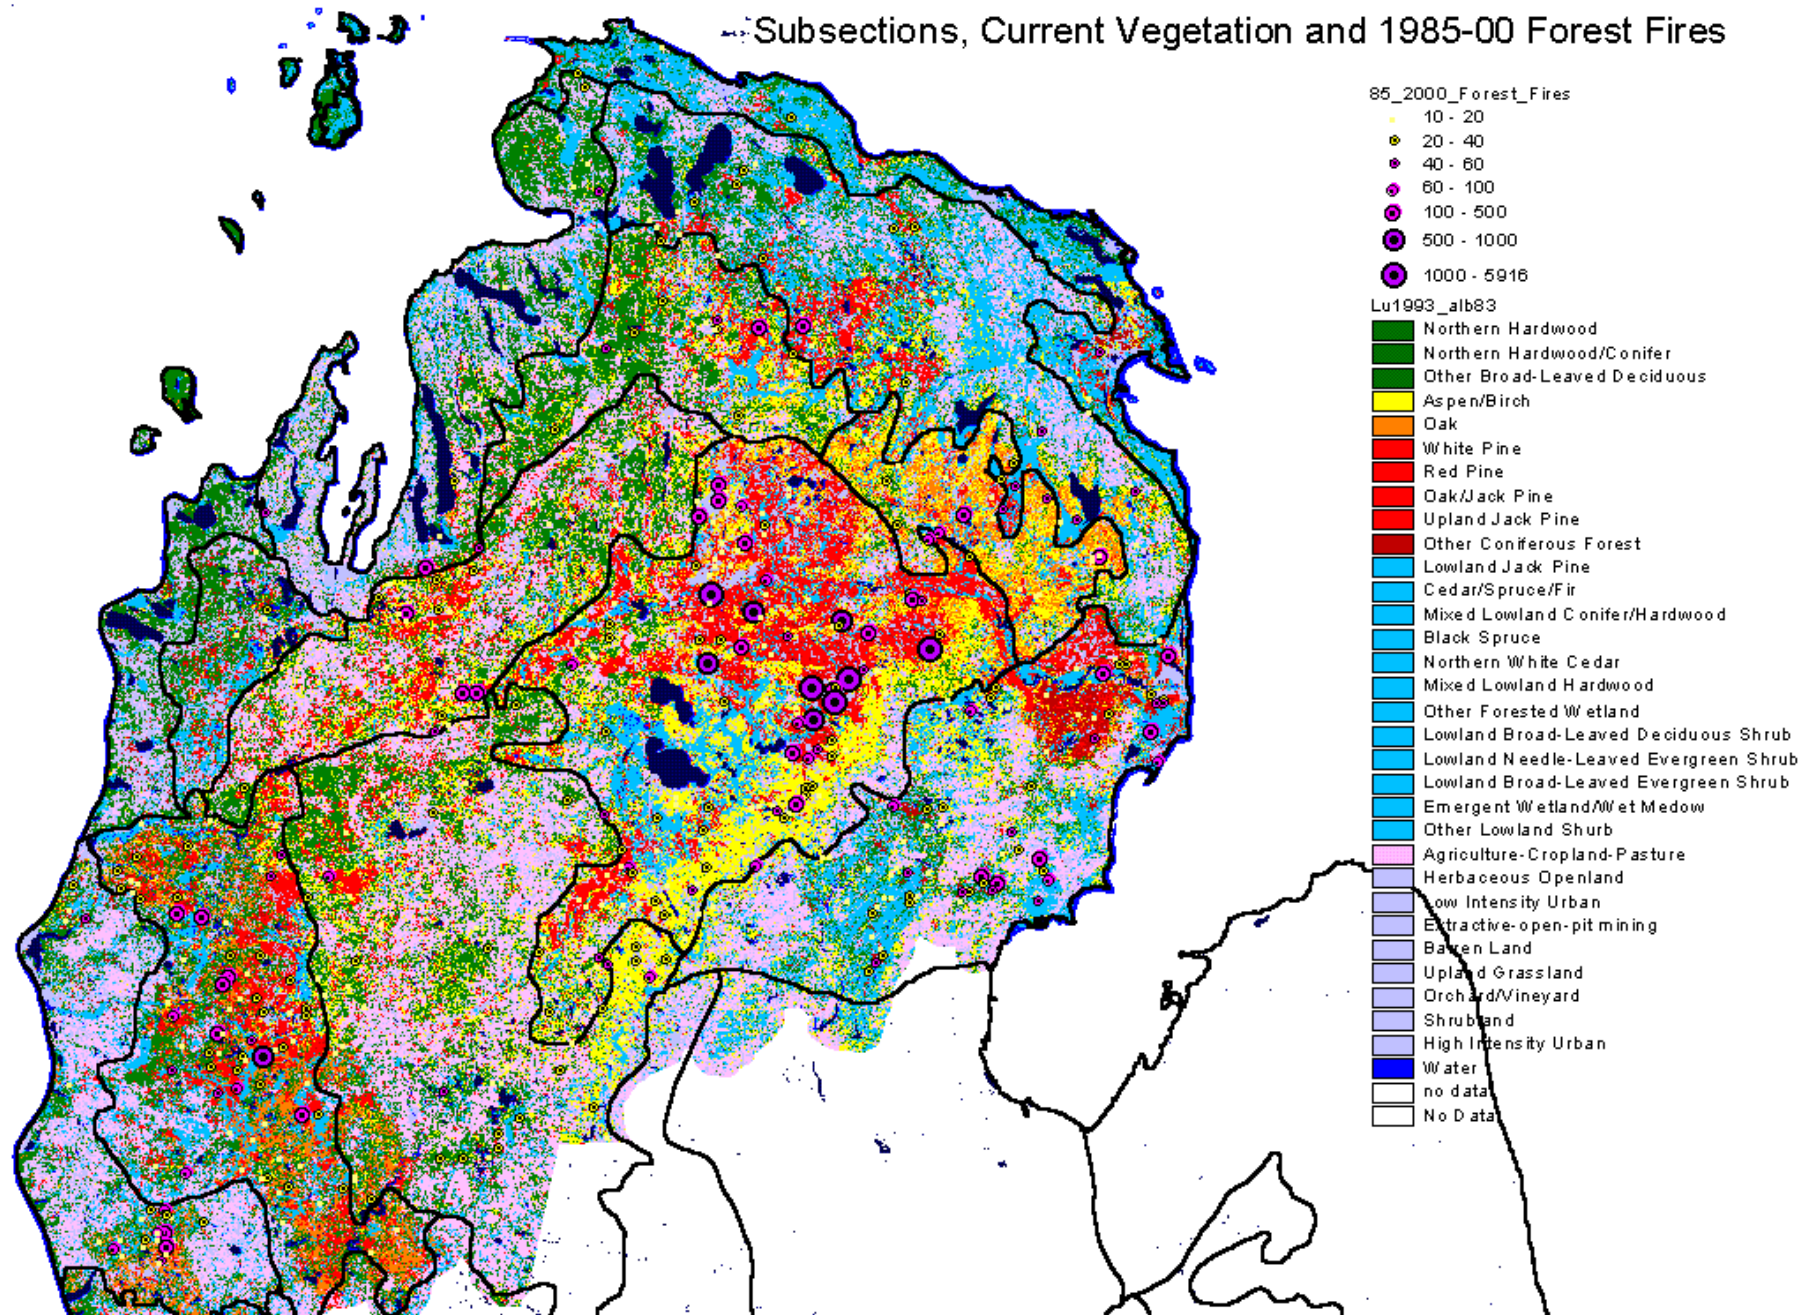 Subsections, Current Vegetation and 1985-00 Forest Fires
85_2000_Forest_Fires
10 - 20
20 - 40
40 - 60
60 - 100
100 - 500
500 - 1000
1000 - 5916
Lu1993_alb83
Northern Hardwood
Northern Hardwood/Conifer
Other Broad-Leaved Deciduous
Aspen/Birch
Oak
White Pine
Red Pine
Oak/Jack Pine
Upland Jack Pine
Other Coniferous Forest
Lowland Jack Pine
Cedar/Spruce/Fir
Mixed Lowland Conifer/Hardwood
Black Spruce
Northern White Cedar
Mixed Lowland Hardwood
Other Forested Wetland
Lowland Broad-Leaved Deciduous Shrub
Lowland Needle-Leaved Evergreen Shrub
Lowland Broad-Leaved Evergreen Shrub
Emergent Wetland/Wet Medow
Other Lowland Shurb
Agriculture-Cropland-Pasture
Herbaceous Openland
Low Intensity Urban
Extractive-open-pit mining
Barren Land
Upland Grassland
Orchard/Vineyard
Shrubland
High Intensity Urban
Water
no data
No Data